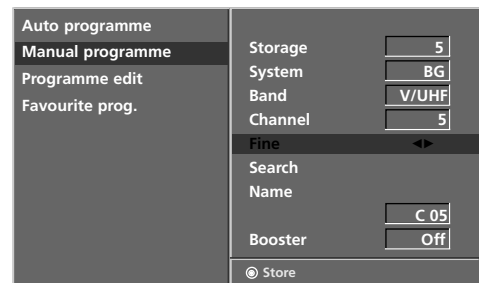 Auto programme
Manual programme
Programme edit
Favourite prog.
Storage 5
System BG
Band V/UHF
Channel 5
Fine ◀▶
Search
Name
C 05
Booster Off
Store